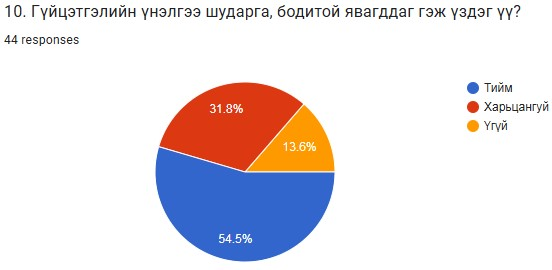 10. Гүйцэтгэлийн үнэлгээ шударга, бодитой явагддаг гэж үздэг үү?
44 responses
Тийм
Харьцангуй
Үгүй
31.8%
13.6%
54.5%